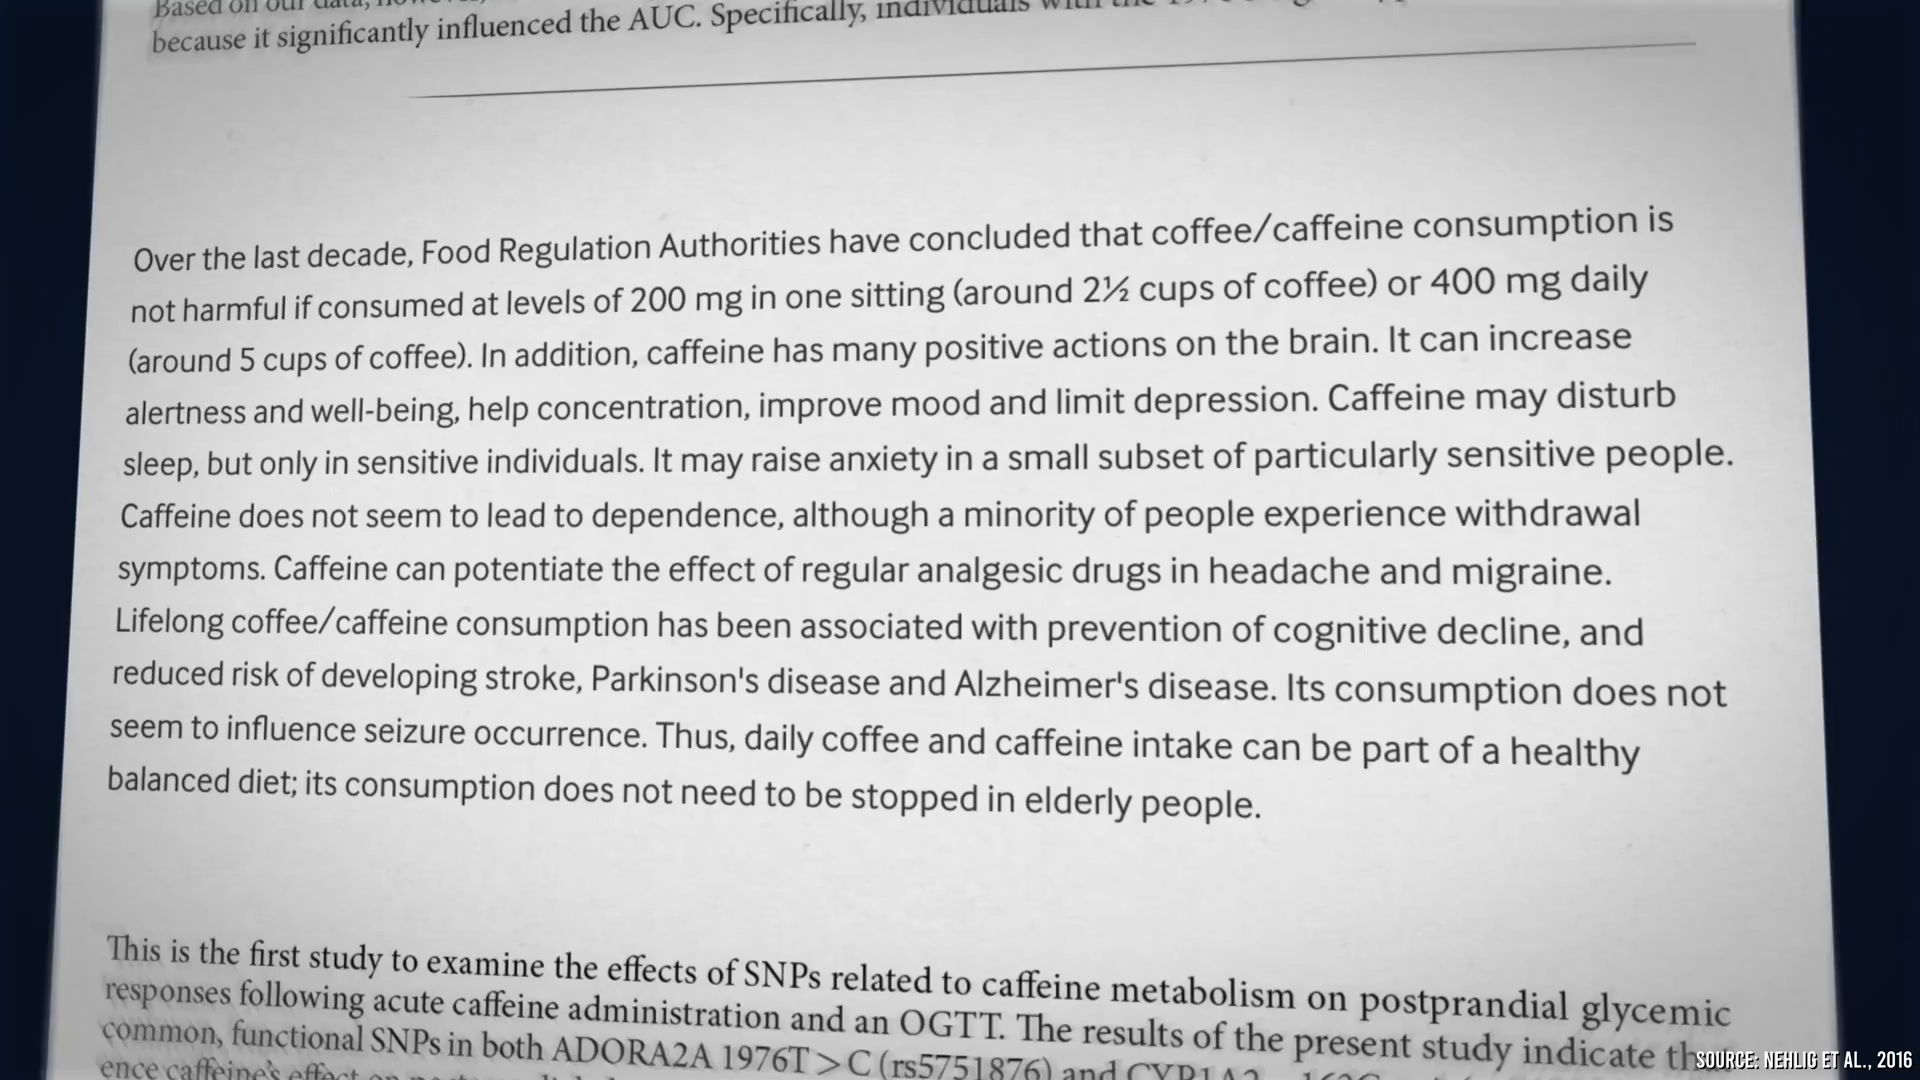 Based on our data,
because it significantly influenced the AUC. Specifically, individuals with the
Over the last decade, Food Regulation Authorities have concluded that coffee/caffeine consumption is
not harmful if consumed at levels of 200 mg in one sitting (around 2½ cups of coffee) or 400 mg daily
(around 5 cups of coffee). In addition, caffeine has many positive actions on the brain. It can increase
alertness and well-being, help concentration, improve mood and limit depression. Caffeine may disturb
sleep, but only in sensitive individuals. It may raise anxiety in a small subset of particularly sensitive people.
Caffeine does not seem to lead to dependence, although a minority of people experience withdrawal
symptoms. Caffeine can potentiate the effect of regular analgesic drugs in headache and migraine.
Lifelong coffee/caffeine consumption has been associated with prevention of cognitive decline, and
reduced risk of developing stroke, Parkinson's disease and Alzheimer's disease. Its consumption does not
seem to influence seizure occurrence. Thus, daily coffee and caffeine intake can be part of a healthy
balanced diet; its consumption does not need to be stopped in elderly people.
This is the first study to examine the effects of SNPs related to caffeine metabolism on postprandial glycemic
responses following acute caffeine administration and an OGTT. The results of the present study indicate
common, functional SNPs in both ADORA2A 1976T > C (rs5751876) and
ence caffeine's effect on
SOURCE: NEHLIG ET AL., 2016